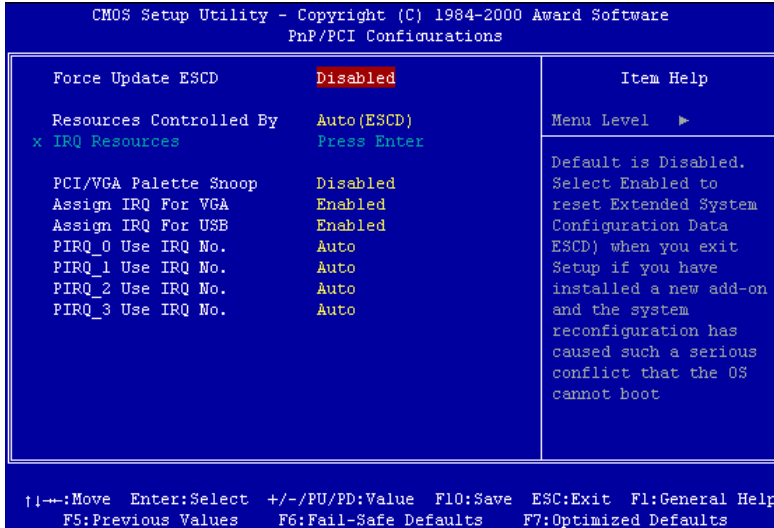 CMOS Setup Utility - Copyright (C) 1984-2000 Award Software
PnP/PCI Configurations
Force Update ESCD Disabled
Resources Controlled By Auto(ESCD)
x IRQ Resources Press Enter
PCI/VGA Palette Snoop Disabled
Assign IRQ For VGA Enabled
Assign IRQ For USB Enabled
PIRQ_0 Use IRQ No. Auto
PIRQ_1 Use IRQ No. Auto
PIRQ_2 Use IRQ No. Auto
PIRQ_3 Use IRQ No. Auto
Item Help
Menu Level ►
Default is Disabled.
Select Enabled to
reset Extended System
Configuration Data
ESCD) when you exit
Setup if you have
installed a new add-on
and the system
reconfiguration has
caused such a serious
conflict that the OS
cannot boot
↑↓→←:Move Enter:Select +/-/PU/PD:Value F10:Save ESC:Exit F1:General Help
F5:Previous Values F6:Fail-Safe Defaults F7:Optimized Defaults